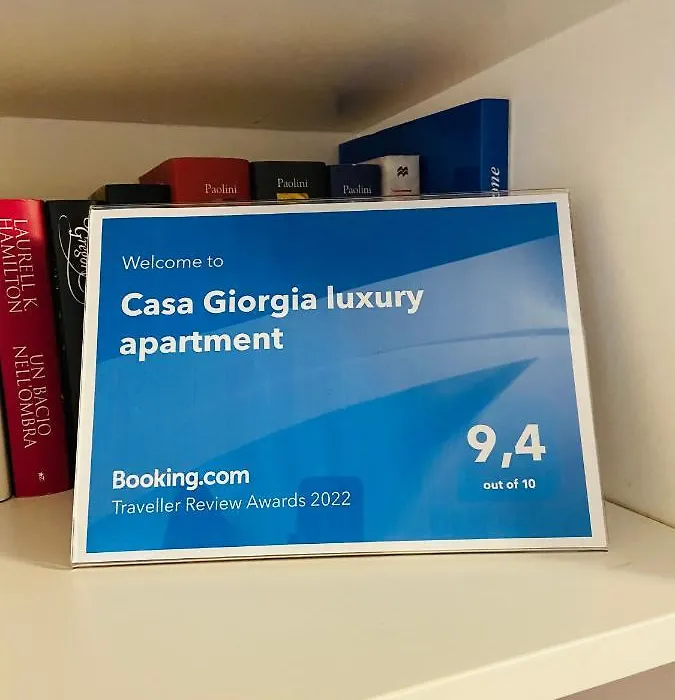 Paolini
Paolini
Paolini
LAURELL K.
HAMILTON
UN BACIO
NELL'OMBRA
Gregory
Welcome to
Casa Giorgia luxury
apartment
9,4
out of 10
Booking.com
Traveller Review Awards 2022